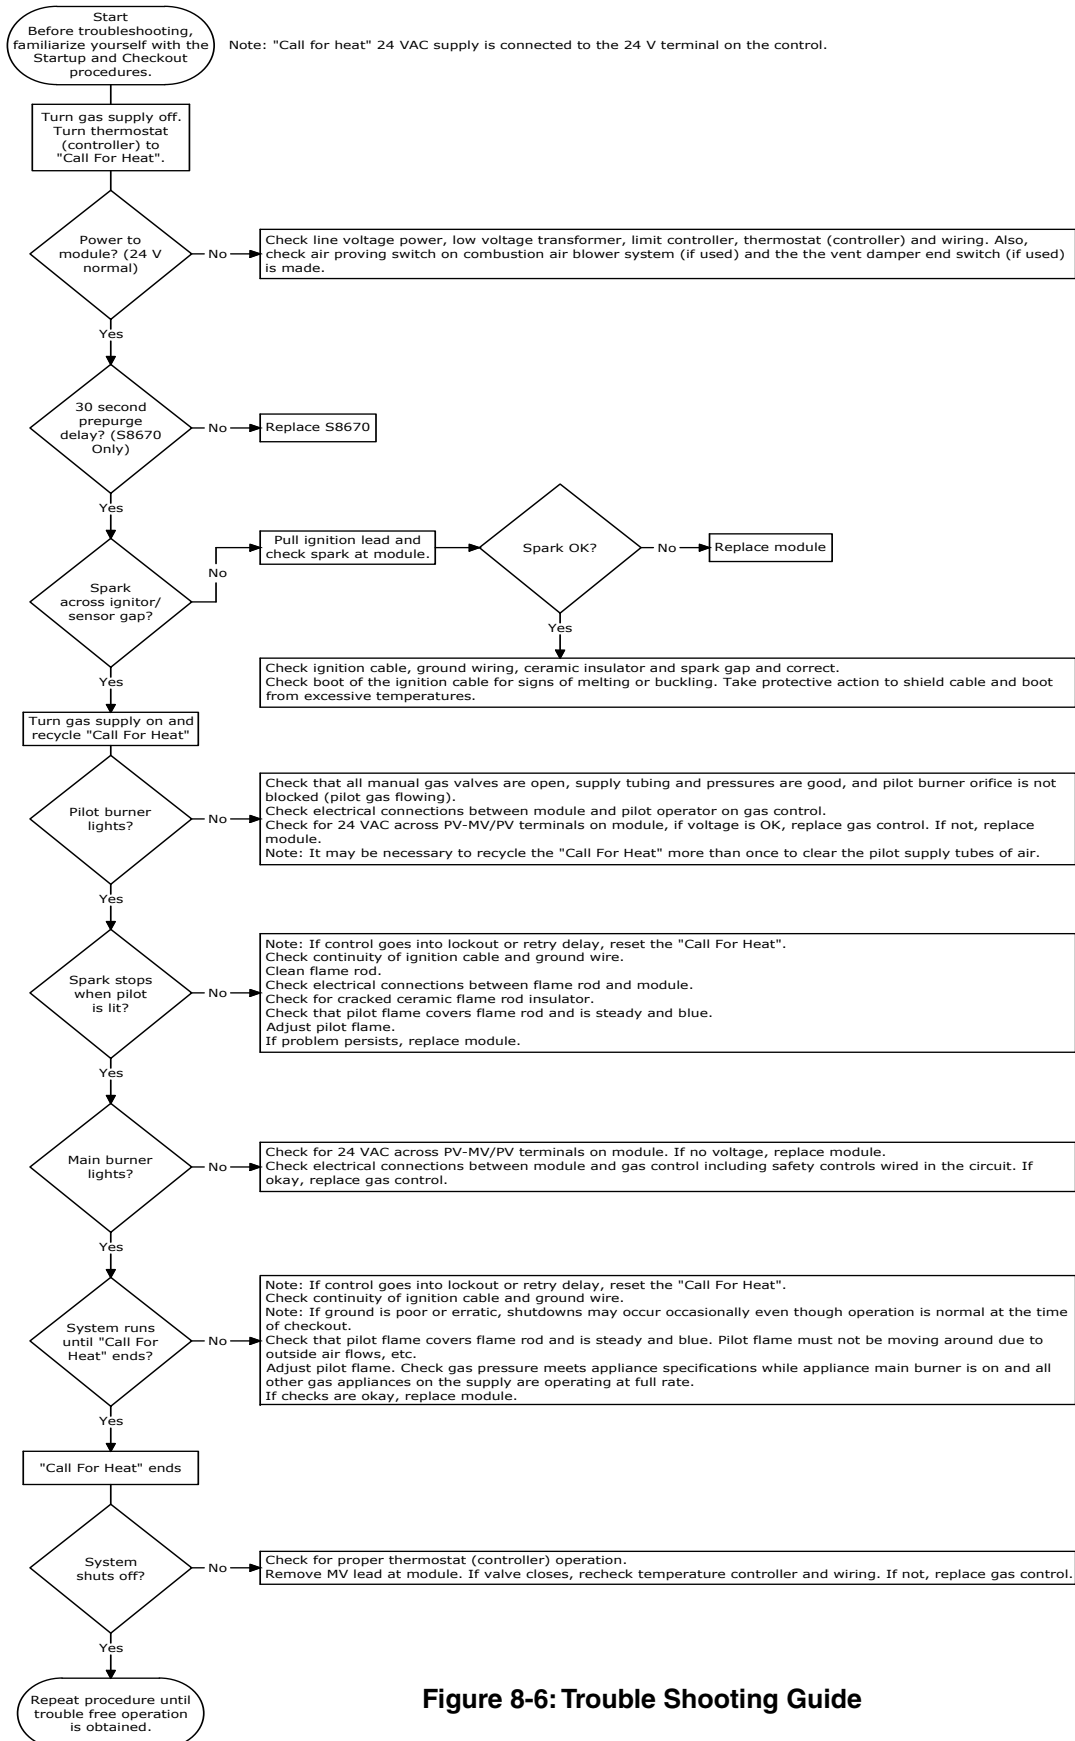 Start
Before troubleshooting,
familiarize yourself with the
Startup and Checkout
procedures.
Note: "Call for heat" 24 VAC supply is connected to the 24 V terminal on the control.
Turn gas supply off.
Turn thermostat
(controller) to
"Call For Heat".
Power to
module? (24 V
normal)
No
Check line voltage power, low voltage transformer, limit controller, thermostat (controller) and wiring. Also,
check air proving switch on combustion air blower system (if used) and the the vent damper end switch (if used)
is made.
Yes
30 second
prepurge
delay? (S8670
Only)
No
Replace S8670
Yes
Spark
across ignitor/
sensor gap?
No
Pull ignition lead and
check spark at module.
Spark OK?
No
Replace module
Yes
Check ignition cable, ground wiring, ceramic insulator and spark gap and correct.
Check boot of the ignition cable for signs of melting or buckling. Take protective action to shield cable and boot
from excessive temperatures.
Yes
Turn gas supply on and
recycle "Call For Heat"
Pilot burner
lights?
No
Check that all manual gas valves are open, supply tubing and pressures are good, and pilot burner orifice is not
blocked (pilot gas flowing).
Check electrical connections between module and pilot operator on gas control.
Check for 24 VAC across PV-MV/PV terminals on module, if voltage is OK, replace gas control. If not, replace
module.
Note: It may be necessary to recycle the "Call For Heat" more than once to clear the pilot supply tubes of air.
Yes
Spark stops
when pilot
is lit?
No
Note: If control goes into lockout or retry delay, reset the "Call For Heat".
Check continuity of ignition cable and ground wire.
Clean flame rod.
Check electrical connections between flame rod and module.
Check for cracked ceramic flame rod insulator.
Check that pilot flame covers flame rod and is steady and blue.
Adjust pilot flame.
If problem persists, replace module.
Yes
Main burner
lights?
No
Check for 24 VAC across PV-MV/PV terminals on module. If no voltage, replace module.
Check electrical connections between module and gas control including safety controls wired in the circuit. If
okay, replace gas control.
Yes
System runs
until "Call For
Heat" ends?
No
Note: If control goes into lockout or retry delay, reset the "Call For Heat".
Check continuity of ignition cable and ground wire.
Note: If ground is poor or erratic, shutdowns may occur occasionally even though operation is normal at the time
of checkout.
Check that pilot flame covers flame rod and is steady and blue. Pilot flame must not be moving around due to
outside air flows, etc.
Adjust pilot flame. Check gas pressure meets appliance specifications while appliance main burner is on and all
other gas appliances on the supply are operating at full rate.
If checks are okay, replace module.
Yes
"Call For Heat" ends
System
shuts off?
No
Check for proper thermostat (controller) operation.
Remove MV lead at module. If valve closes, recheck temperature controller and wiring. If not, replace gas control.
Yes
Repeat procedure until
trouble free operation
is obtained.
Figure 8-6: Trouble Shooting Guide